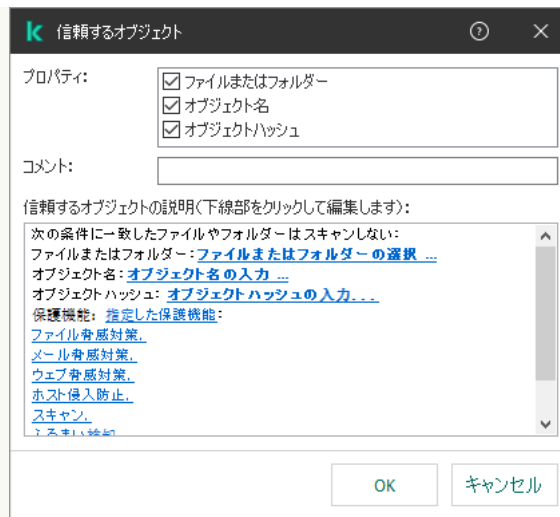 信頼するオブジェクト
プロパティ:
ファイルまたはフォルダー
オブジェクト名
オブジェクトハッシュ
コメント:
信頼するオブジェクトの説明(下線部をクリックして編集します):
次の条件に一致したファイルやフォルダーはスキャンしない:
ファイルまたはフォルダー:ファイルまたはフォルダーの選択 ...
オブジェクト名:オブジェクト名の入力 ...
オブジェクトハッシュ: オブジェクトハッシュの入力...
保護機能: 指定した保護機能:
ファイル脅威対策,
メール脅威対策,
ウェブ脅威対策,
ホスト侵入防止,
スキャン,
ふるまい検知
OK
キャンセル